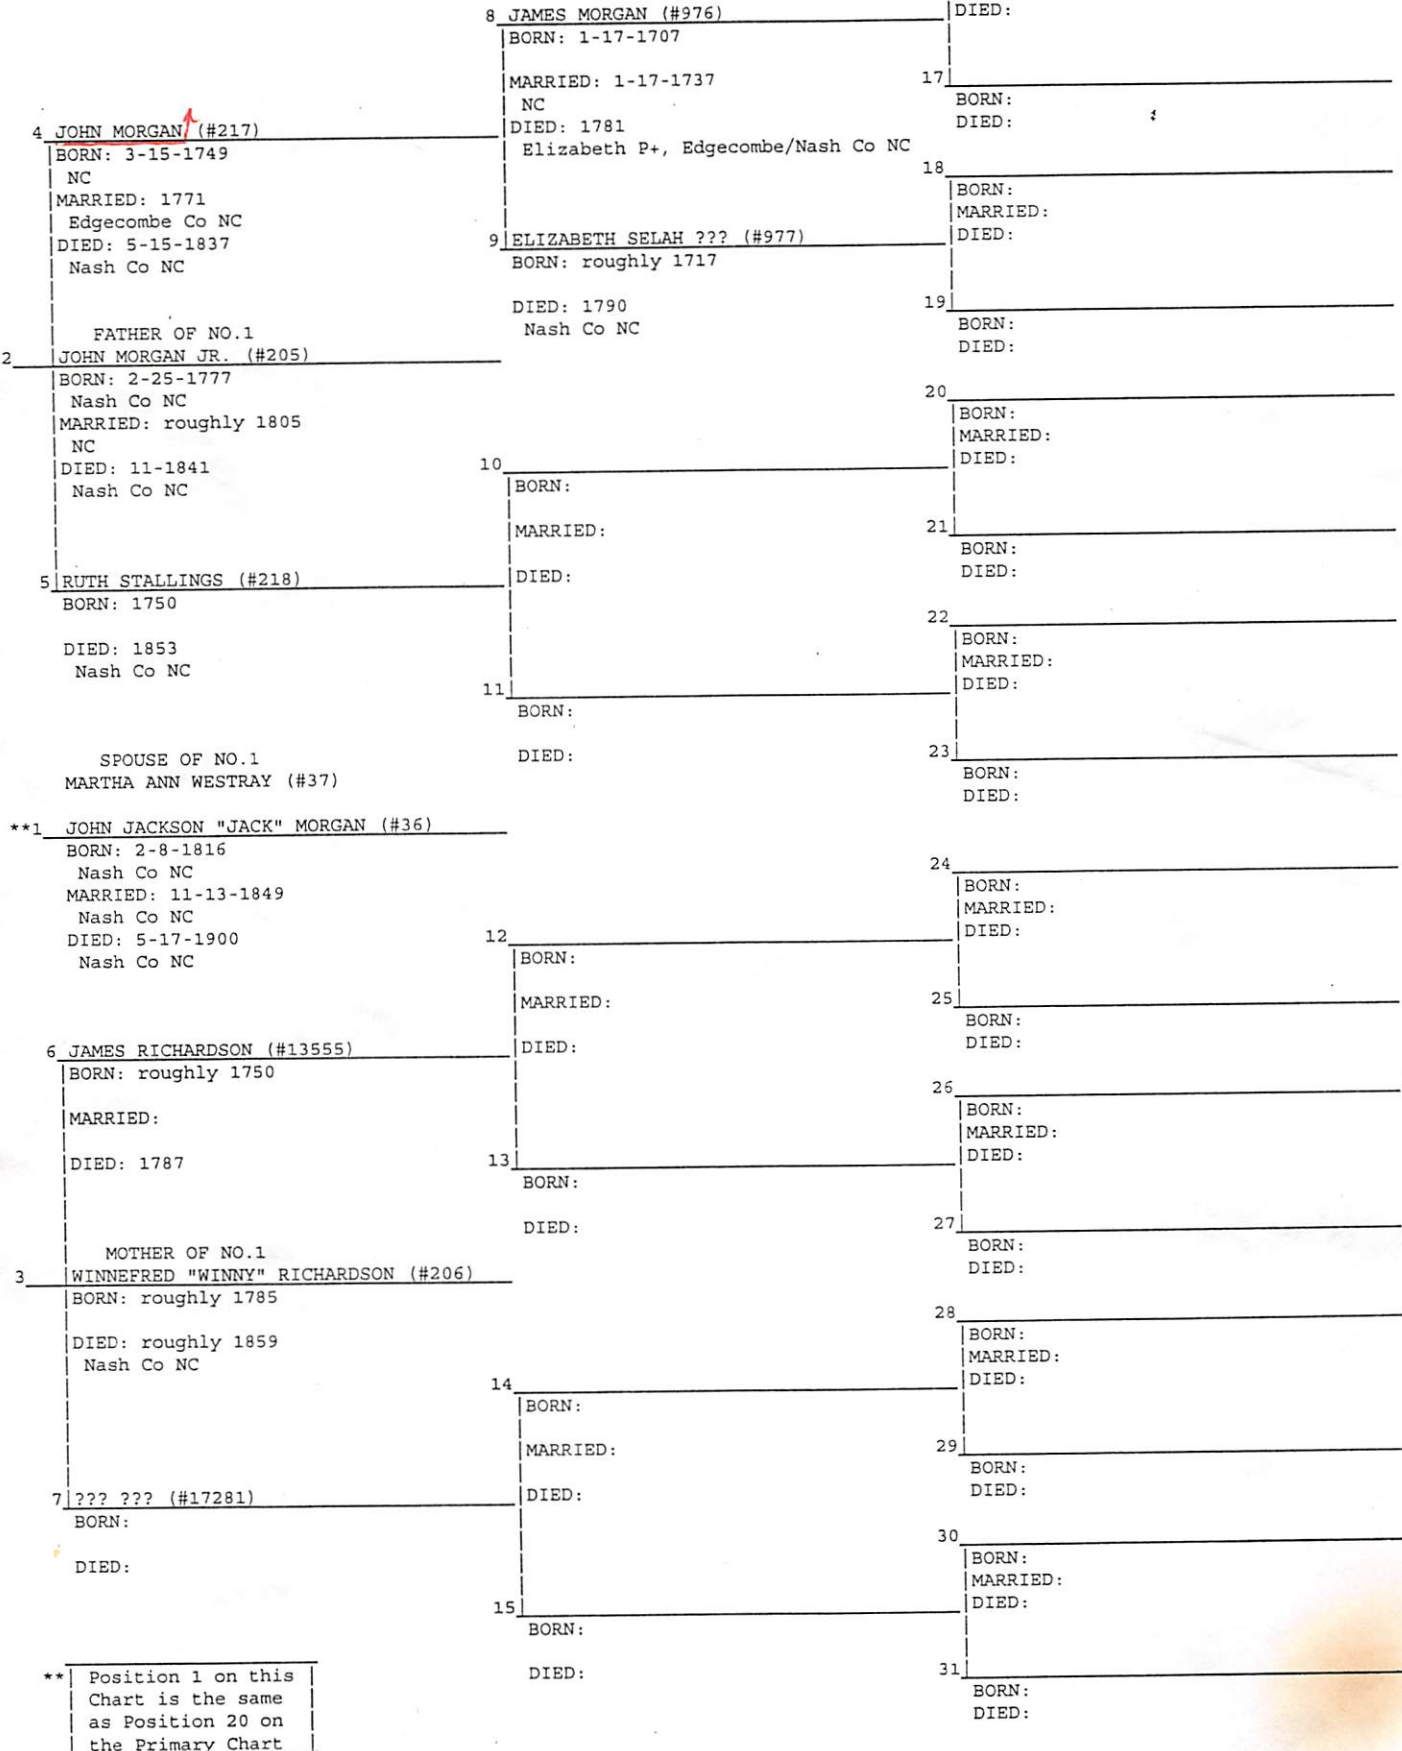 8 JAMES MORGAN (#976)
BORN: 1-17-1707
MARRIED: 1-17-1737
NC
DIED: 1781
Elizabeth P+, Edgecombe/Nash Co NC
4 JOHN MORGAN (#217)
BORN: 3-15-1749
NC
MARRIED: 1771
Edgecombe Co NC
DIED: 5-15-1837
Nash Co NC
9 ELIZABETH SELAH ??? (#977)
BORN: roughly 1717
DIED: 1790
Nash Co NC
FATHER OF NO.1
2 JOHN MORGAN JR. (#205)
BORN: 2-25-1777
Nash Co NC
MARRIED: roughly 1805
NC
DIED: 11-1841
Nash Co NC
10
BORN:
MARRIED:
DIED:
5 RUTH STALLINGS (#218)
BORN: 1750
DIED: 1853
Nash Co NC
11
BORN:
DIED:
SPOUSE OF NO.1
MARTHA ANN WESTRAY (#37)
**1 JOHN JACKSON "JACK" MORGAN (#36)
BORN: 2-8-1816
Nash Co NC
MARRIED: 11-13-1849
Nash Co NC
DIED: 5-17-1900
Nash Co NC
12
BORN:
MARRIED:
DIED:
6 JAMES RICHARDSON (#13555)
BORN: roughly 1750
MARRIED:
DIED: 1787
13
BORN:
DIED:
MOTHER OF NO.1
3 WINNEFRED "WINNY" RICHARDSON (#206)
BORN: roughly 1785
DIED: roughly 1859
Nash Co NC
14
BORN:
MARRIED:
DIED:
7 ??? ??? (#17281)
BORN:
DIED:
15
BORN:
DIED:
** Position 1 on this
Chart is the same
as Position 20 on
the Primary Chart
DIED:
17
BORN:
DIED:
18
BORN:
MARRIED:
DIED:
19
BORN:
DIED:
20
BORN:
MARRIED:
DIED:
21
BORN:
DIED:
22
BORN:
MARRIED:
DIED:
23
BORN:
DIED:
24
BORN:
MARRIED:
DIED:
25
BORN:
DIED:
26
BORN:
MARRIED:
DIED:
27
BORN:
DIED:
28
BORN:
MARRIED:
DIED:
29
BORN:
DIED:
30
BORN:
MARRIED:
DIED:
31
BORN:
DIED: